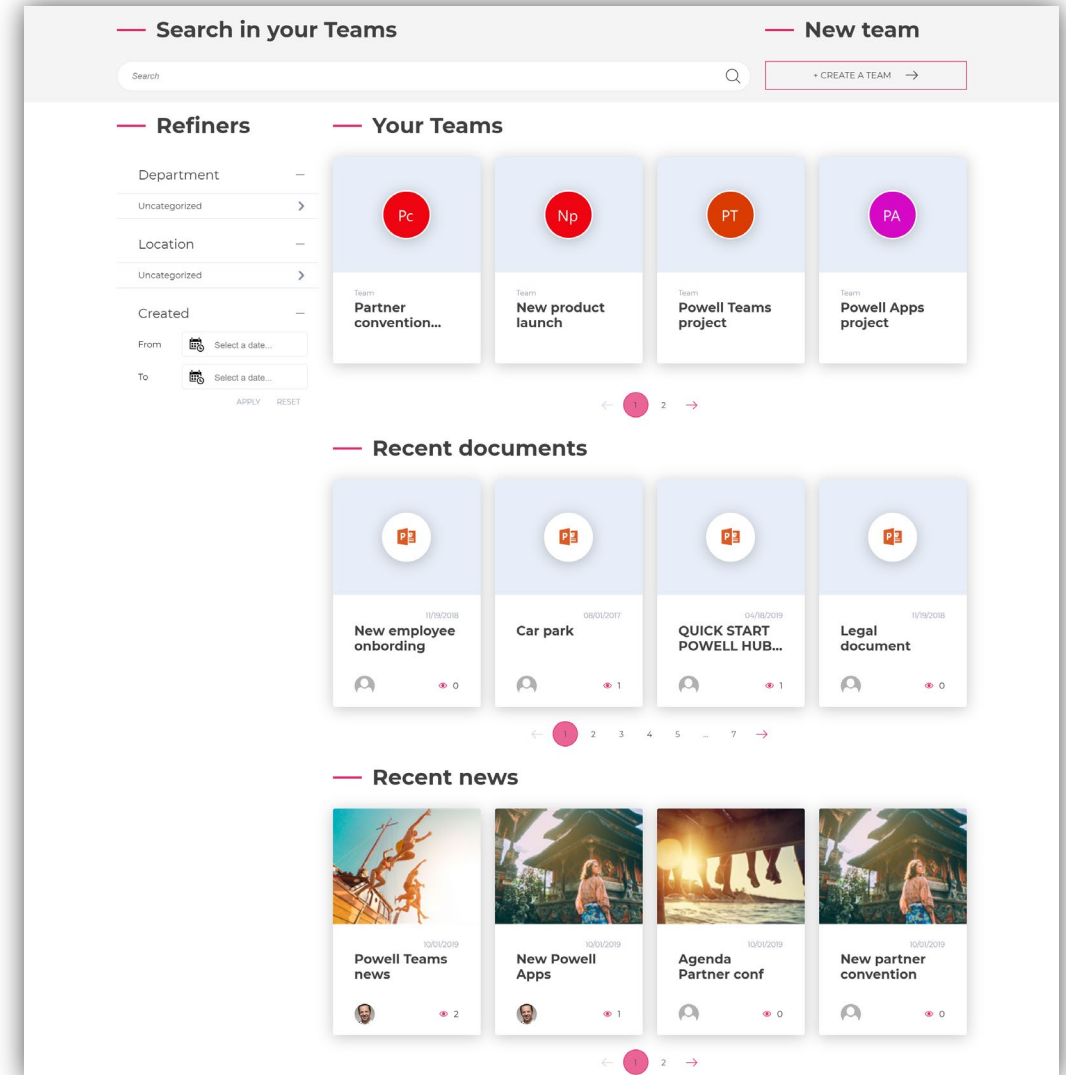 Search in your Teams
New team
Search
+ CREATE A TEAM
Refiners
Department
Uncategorized
Location
Uncategorized
Created
From
Select a date...
To
Select a date...
APPLY RESET
Your Teams
Pc
Np
PT
PA
Team
Partner
convention...
Team
New product
launch
Team
Powell Teams
project
Team
Powell Apps
project
1 2
Recent documents
11/19/2018
New employee
onbording
0
08/01/2017
Car park
1
04/18/2019
QUICK START
POWELL HUB...
1
11/19/2018
Legal
document
0
1 2 3 4 5 ... 7
Recent news
10/01/2019
Powell Teams
news
2
10/01/2019
New Powell
Apps
1
10/01/2019
Agenda
Partner conf
0
10/01/2019
New partner
convention
0
1 2